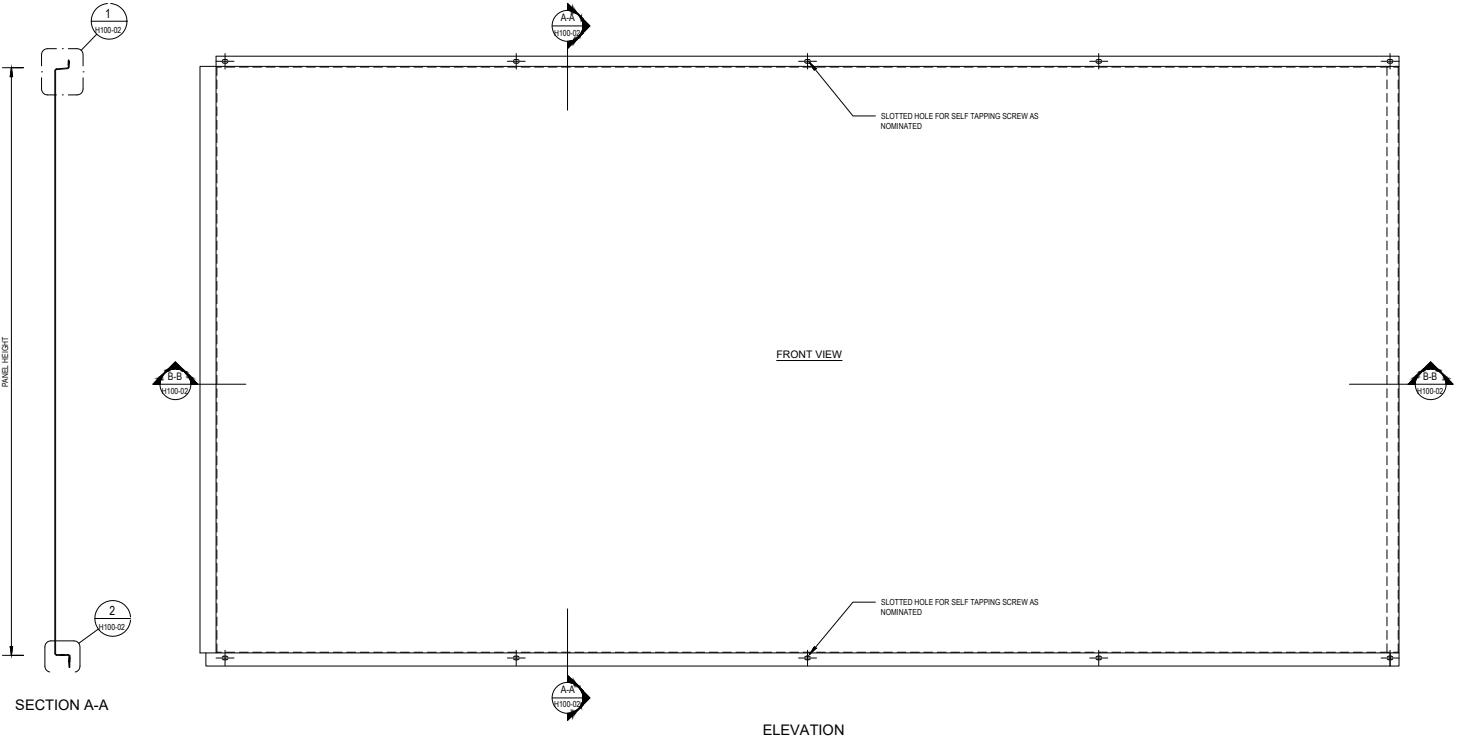 1
H100-02
A-A
H100-02
SLOTTED HOLE FOR SELF TAPPING SCREW AS
NOMINATED
PANEL HEIGHT
FRONT VIEW
B-B
H100-02
B-B
H100-02
2
H100-02
SLOTTED HOLE FOR SELF TAPPING SCREW AS
NOMINATED
A-A
H100-02
SECTION A-A
ELEVATION